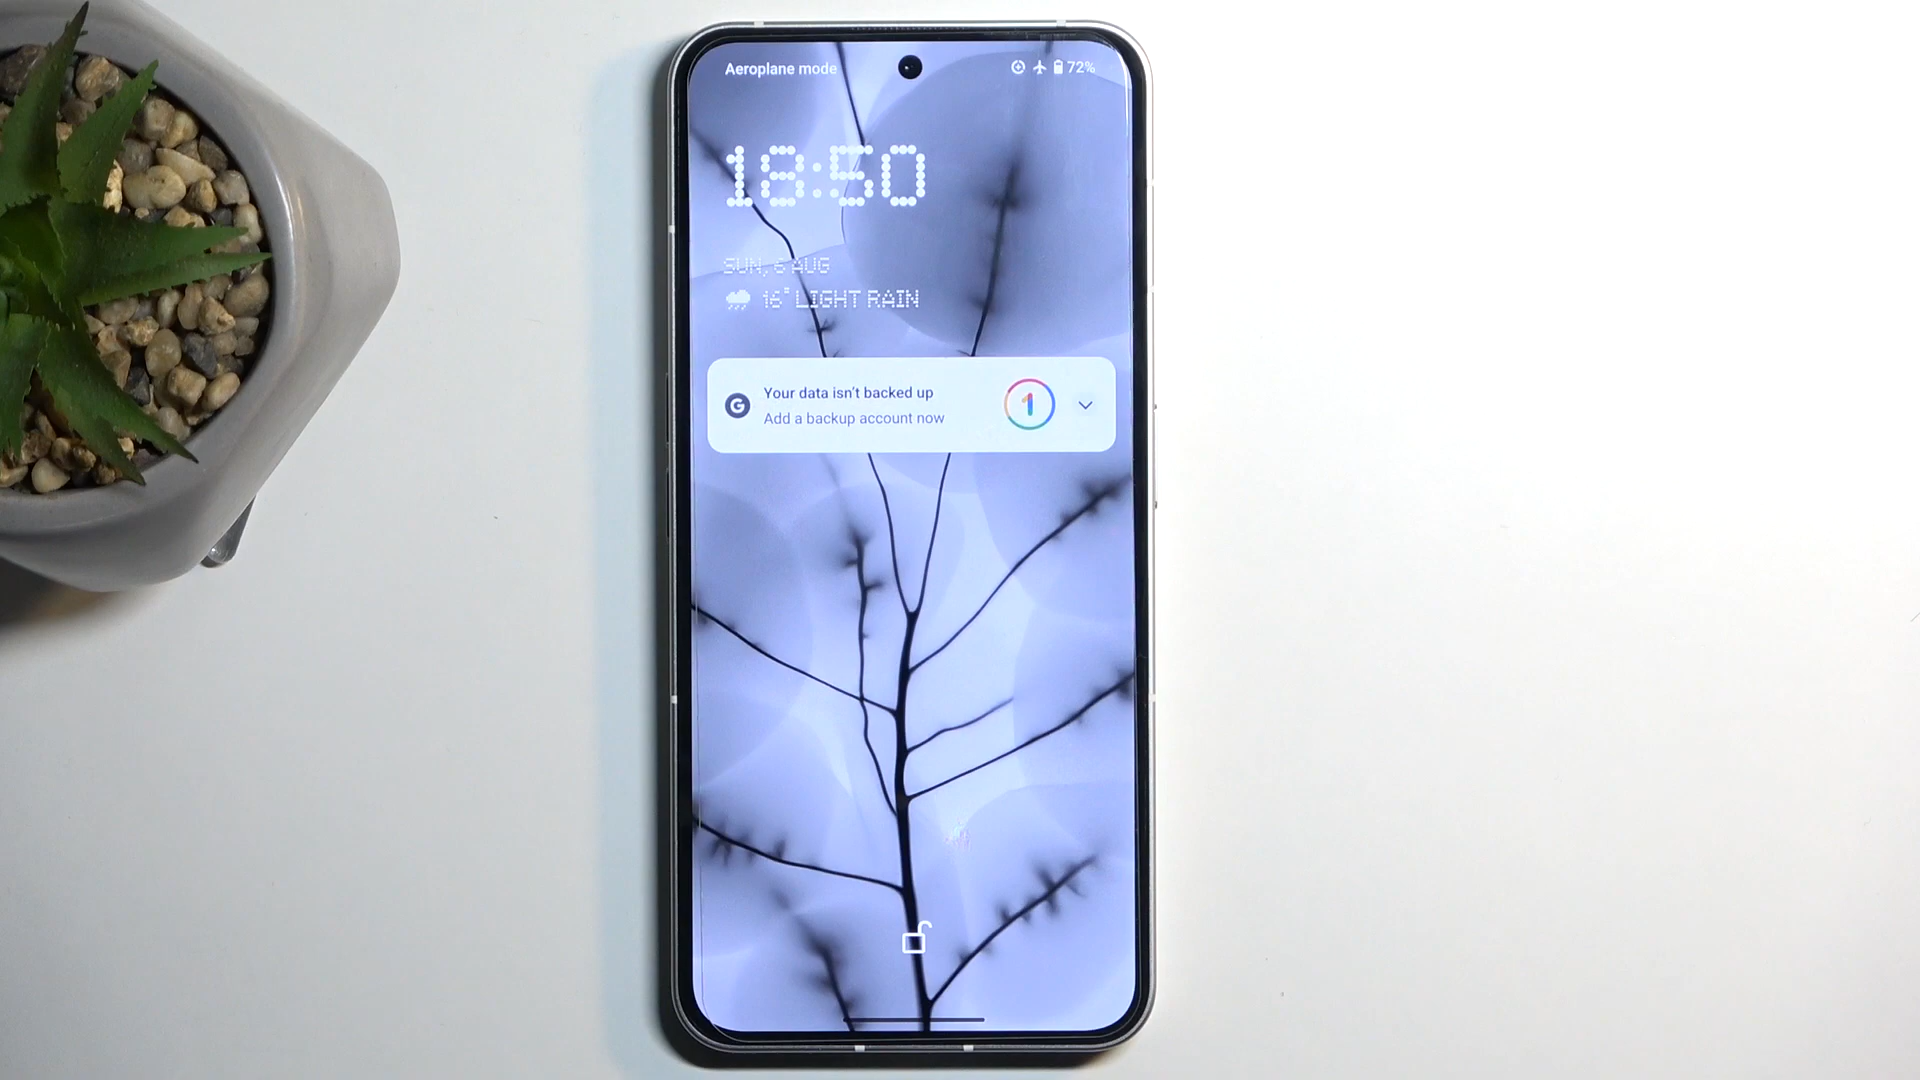 Aeroplane mode 72%
18:50
SUN, 6 AUG
16° LIGHT RAIN
G Your data isn't backed up 1
Add a backup account now